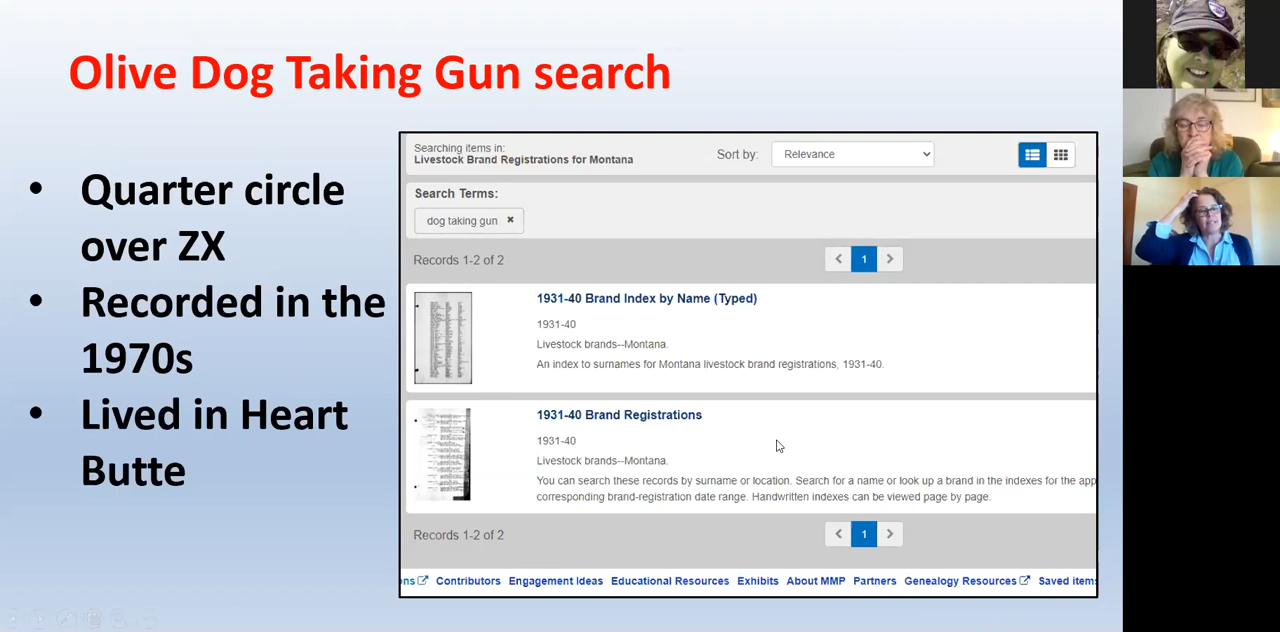 Olive Dog Taking Gun search
• Quarter circle
over ZX
• Recorded in the
1970s
• Lived in Heart
Butte
Searching items in:
Livestock Brand Registrations for Montana
Sort by:
Relevance
Search Terms:
dog taking gun ×
Records 1-2 of 2
< 1 >
1931-40 Brand Index by Name (Typed)
1931-40
Livestock brands--Montana.
An index to surnames for Montana livestock brand registrations, 1931-40.
1931-40 Brand Registrations
1931-40
Livestock brands--Montana.
You can search these records by surname or location. Search for a name or look up a brand in the indexes for the app
corresponding brand-registration date range. Handwritten indexes can be viewed page by page.
Records 1-2 of 2
< 1 >
ns Contributors Engagement Ideas Educational Resources Exhibits About MMP Partners Genealogy Resources Saved items